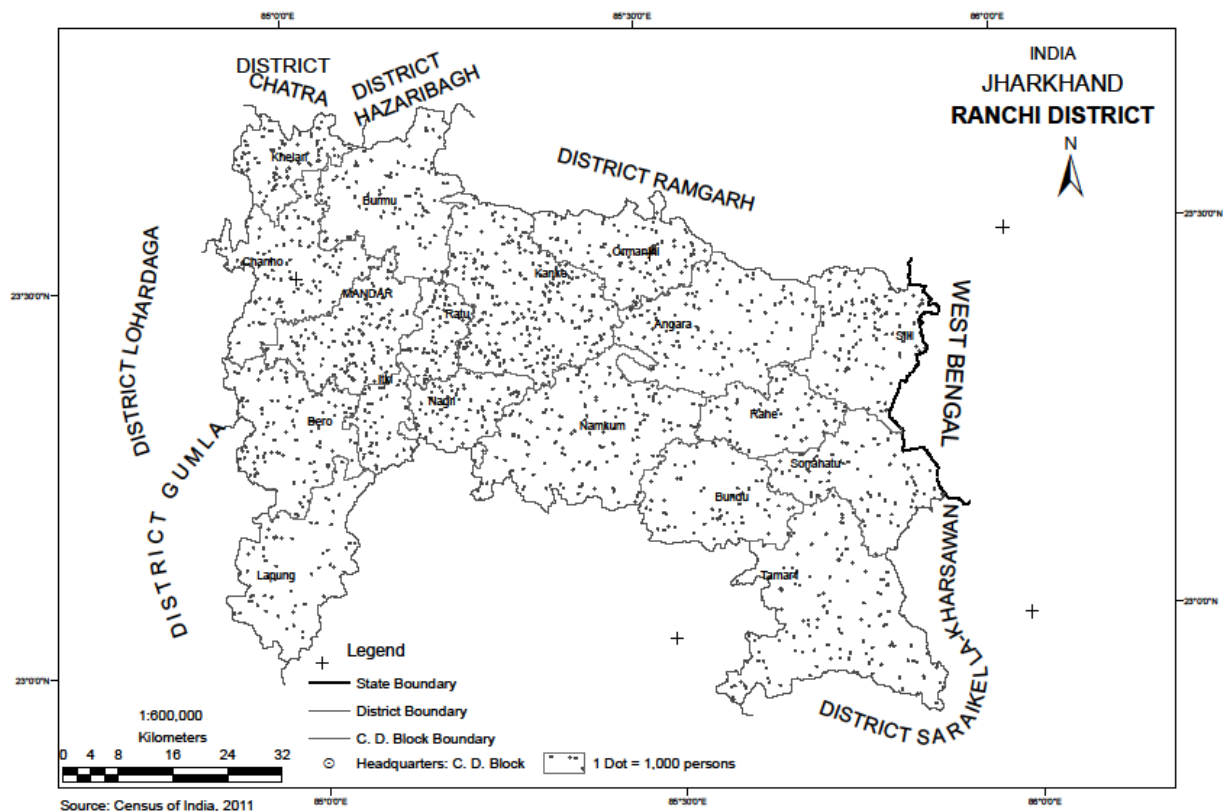 85°0'0"E
85°30'0"E
86°0'0"E
INDIA
JHARKHAND
RANCHI DISTRICT
N
DISTRICT
CHATRA
DISTRICT
HAZARIBAGH
DISTRICT RAMGARH
DISTRICT LOHARDAGA
DISTRICT GUMLA
WEST BENGAL
DISTRICT SARAIKELLA-KHARSAWAN
23°30'0"N
23°30'0"N
23°0'0"N
23°0'0"N
Khelari
Burmu
Chanho
MANDAR
Ratu
Kanke
Ormanjhi
Angara
Silli
Itki
Nagri
Bero
Namkum
Rahe
Sonahatu
Bundu
Lapung
Tamar-I
Legend
State Boundary
District Boundary
C. D. Block Boundary
Headquarters: C. D. Block
1 Dot = 1,000 persons
1:600,000
Kilometers
0 4 8 16 24 32
Source: Census of India, 2011
85°0'0"E
85°30'0"E
86°0'0"E